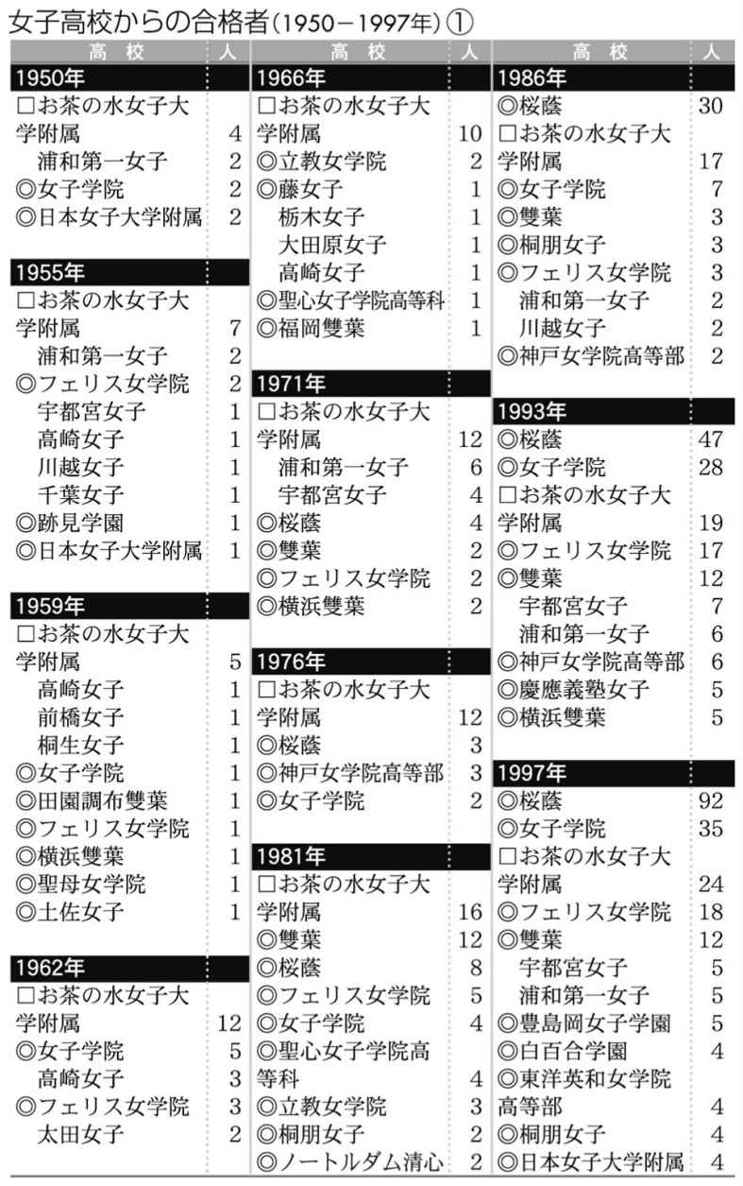 女子高校からの合格者(1950－1997年)①
高　校　人
1950年
□お茶の水女子大
学附属　4
浦和第一女子　2
◎女子学院　2
◎日本女子大学附属　2
1955年
□お茶の水女子大
学附属　7
浦和第一女子　2
◎フェリス女学院　2
宇都宮女子　1
高崎女子　1
川越女子　1
千葉女子　1
◎跡見学園　1
◎日本女子大学附属　1
1959年
□お茶の水女子大
学附属　5
高崎女子　1
前橋女子　1
桐生女子　1
◎女子学院　1
◎田園調布雙葉　1
◎フェリス女学院　1
◎横浜雙葉　1
◎聖母女学院　1
◎土佐女子　1
1962年
□お茶の水女子大
学附属　12
◎女子学院　5
高崎女子　3
◎フェリス女学院　3
太田女子　2
高　校　人
1966年
□お茶の水女子大
学附属　10
◎立教女学院　2
◎藤女子　1
栃木女子　1
大田原女子　1
高崎女子　1
◎聖心女子学院高等科　1
◎福岡雙葉　1
1971年
□お茶の水女子大
学附属　12
浦和第一女子　6
宇都宮女子　4
◎桜蔭　4
◎雙葉　2
◎フェリス女学院　2
◎横浜雙葉　2
1976年
□お茶の水女子大
学附属　12
◎桜蔭　3
◎神戸女学院高等部　3
◎女子学院　2
1981年
□お茶の水女子大
学附属　16
◎雙葉　12
◎桜蔭　8
◎フェリス女学院　5
◎女子学院　4
◎聖心女子学院高
等科　4
◎立教女学院　3
◎桐朋女子　2
◎ノートルダム清心　2
高　校　人
1986年
◎桜蔭　30
□お茶の水女子大
学附属　17
◎女子学院　7
◎雙葉　3
◎桐朋女子　3
◎フェリス女学院　3
浦和第一女子　2
川越女子　2
◎神戸女学院高等部　2
1993年
◎桜蔭　47
◎女子学院　28
□お茶の水女子大
学附属　19
◎フェリス女学院　17
◎雙葉　12
宇都宮女子　7
浦和第一女子　6
◎神戸女学院高等部　6
◎慶應義塾女子　5
◎横浜雙葉　5
1997年
◎桜蔭　92
◎女子学院　35
□お茶の水女子大
学附属　24
◎フェリス女学院　18
◎雙葉　12
宇都宮女子　5
浦和第一女子　5
◎豊島岡女子学園　5
◎白百合学園　4
◎東洋英和女学院
高等部　4
◎桐朋女子　4
◎日本女子大学附属　4